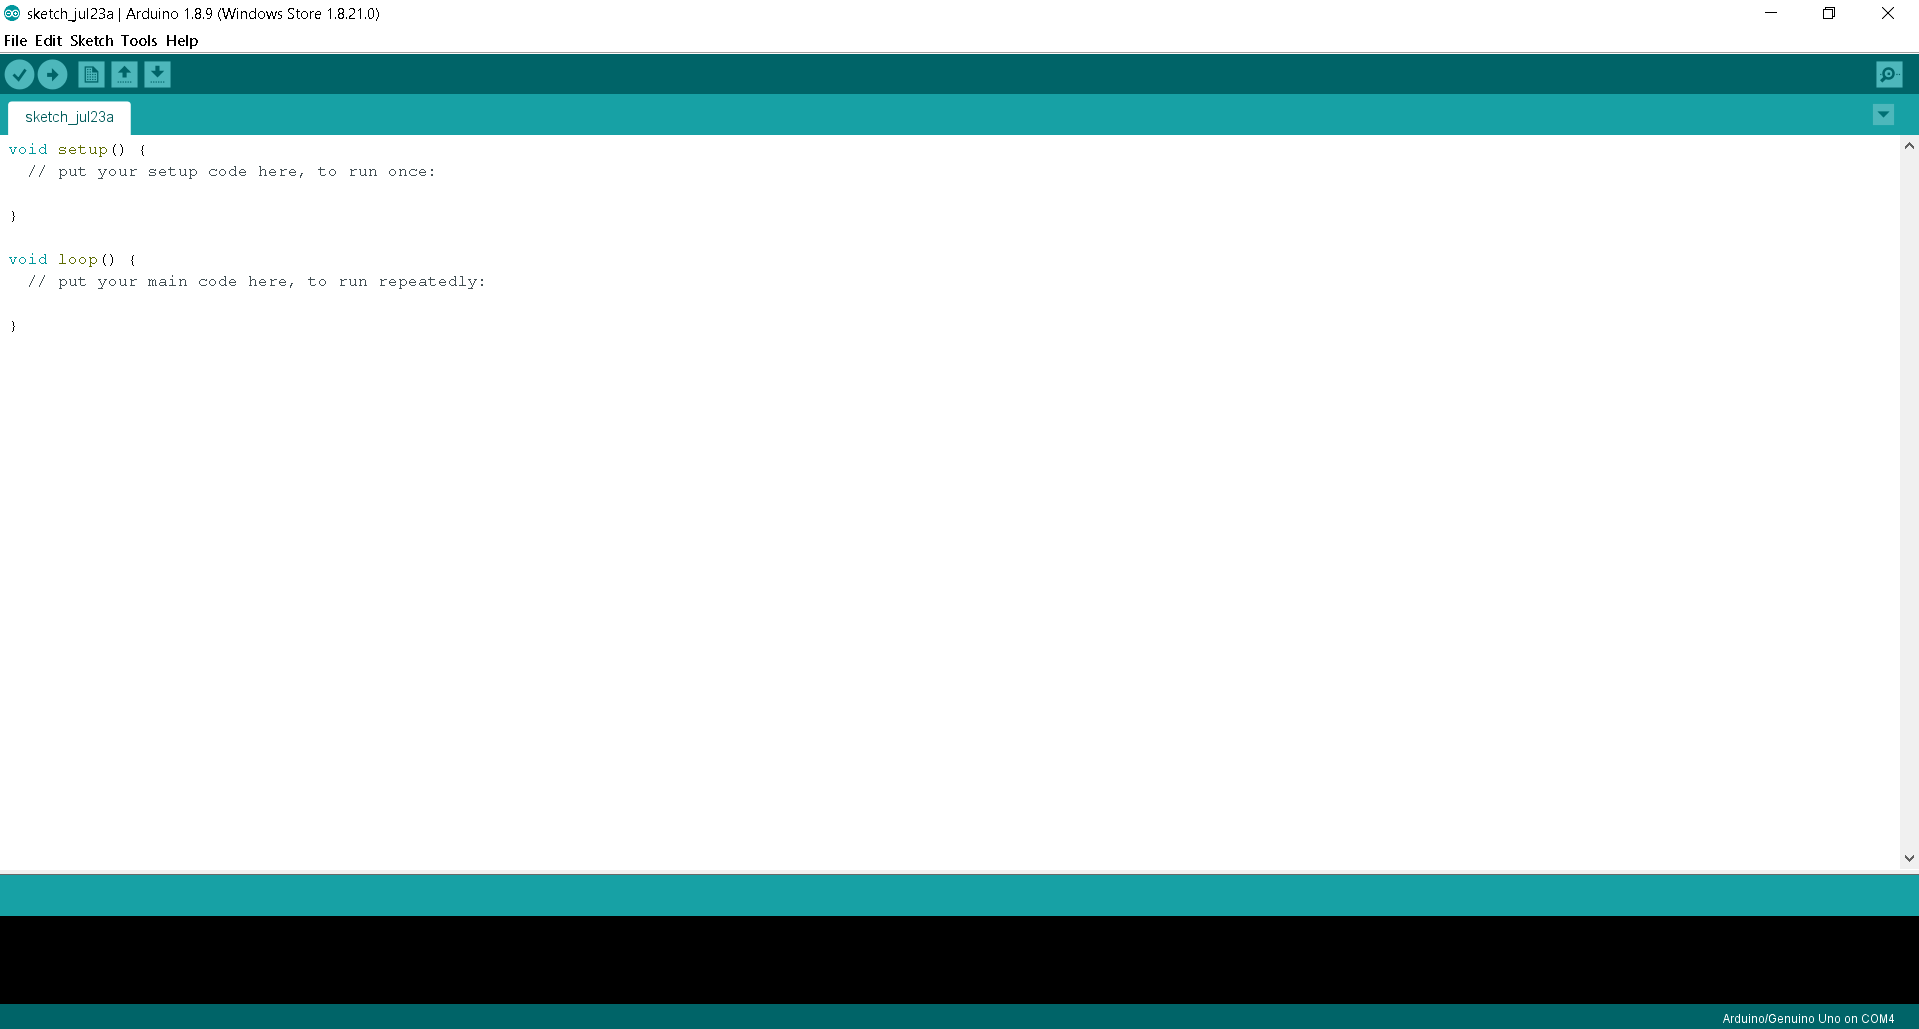 sketch_jul23a | Arduino 1.8.9 (Windows Store 1.8.21.0)
File Edit Sketch Tools Help
sketch_jul23a
void setup() {
  // put your setup code here, to run once:

}

void loop() {
  // put your main code here, to run repeatedly:

}
Arduino/Genuino Uno on COM4